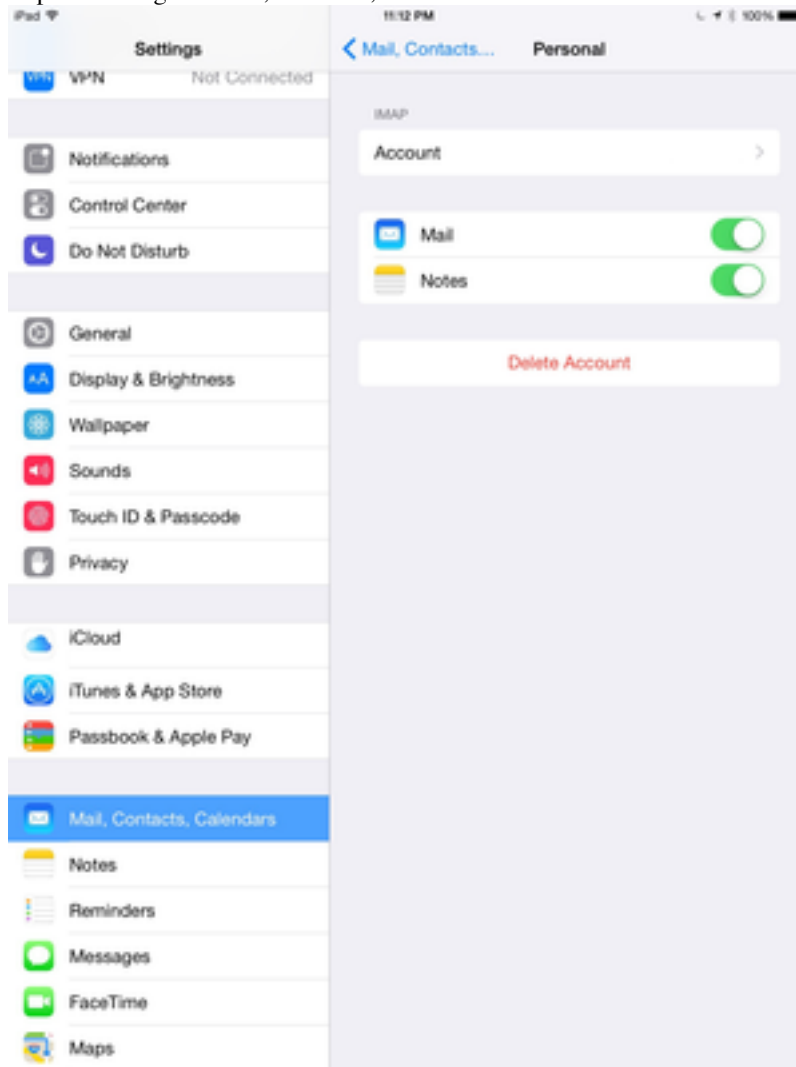 iPad 11:12 PM 100%
Settings
VPN Not Connected
Notifications
Control Center
Do Not Disturb
General
Display & Brightness
Wallpaper
Sounds
Touch ID & Passcode
Privacy
iCloud
iTunes & App Store
Passbook & Apple Pay
Mail, Contacts, Calendars
Notes
Reminders
Messages
FaceTime
Maps
Mail, Contacts... Personal
IMAP
Account
Mail
Notes
Delete Account